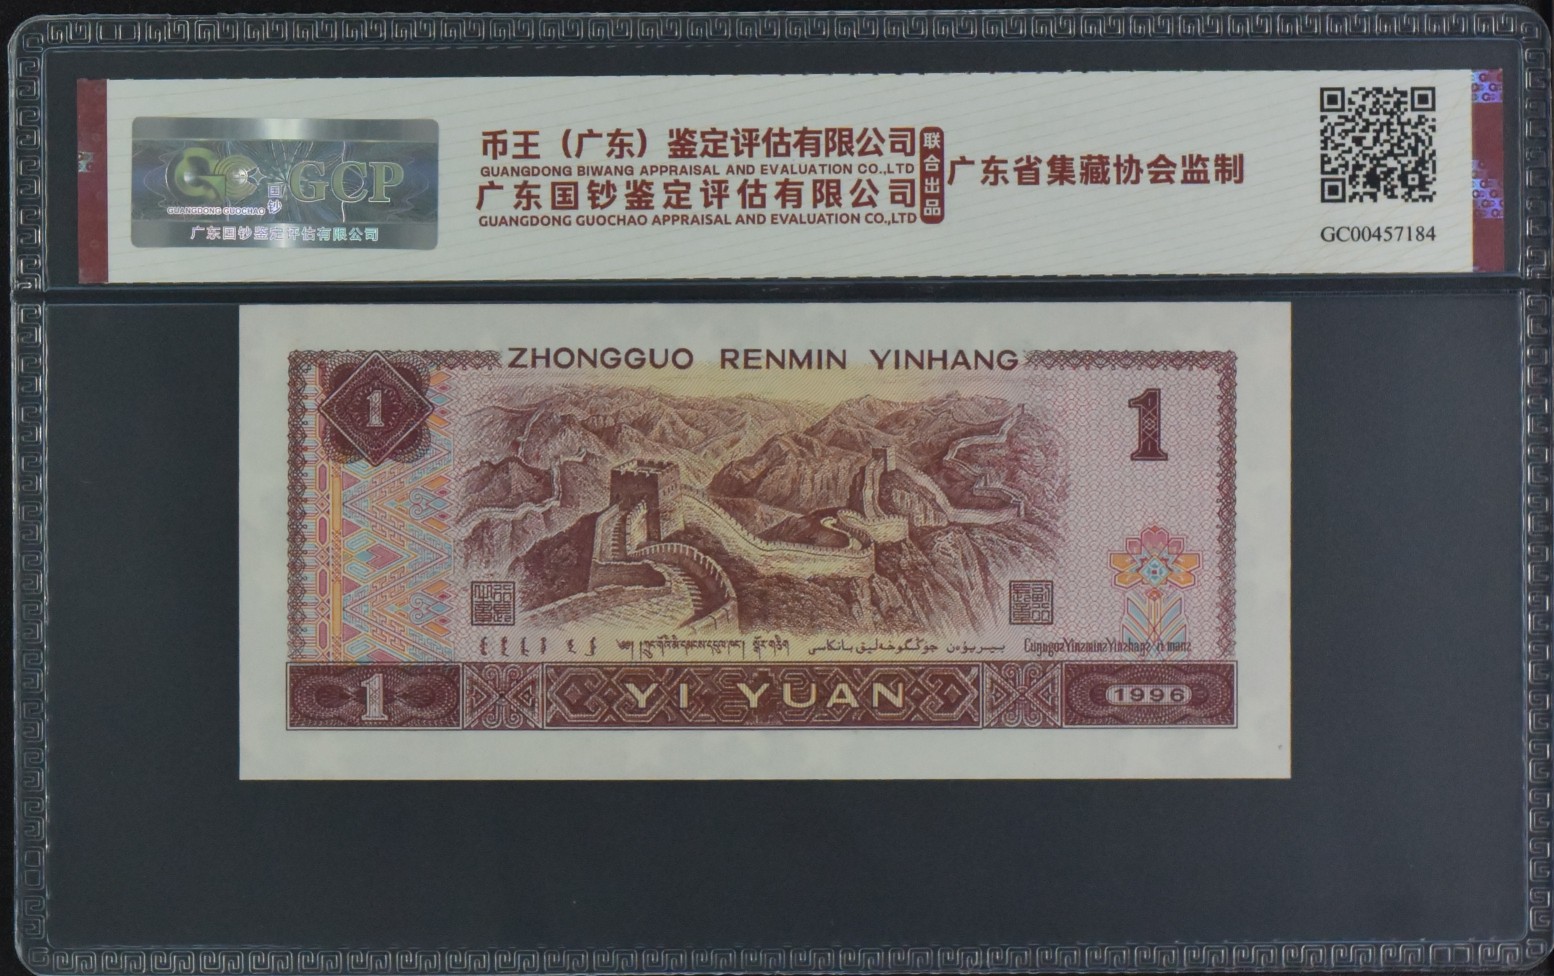 GCP
国钞
GUANGDONG GUOCHAO
广东国钞鉴定评估有限公司
币王（广东）鉴定评估有限公司
GUANGDONG BIWANG APPRAISAL AND EVALUATION CO.,LTD
广东国钞鉴定评估有限公司
GUANGDONG GUOCHAO APPRAISAL AND EVALUATION CO.,LTD
联合出品
广东省集藏协会监制
GC00457184
ZHONGGUO RENMIN YINHANG
1
1
1
YI YUAN
1996